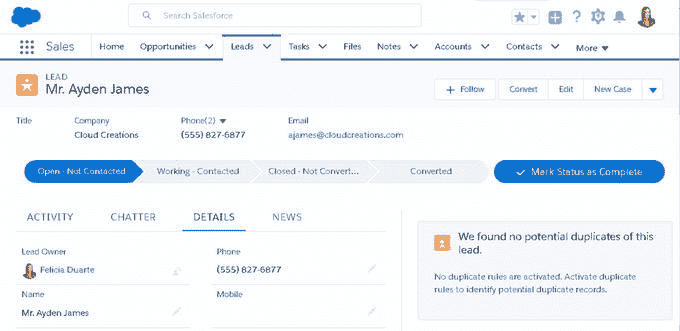 Search Salesforce
Sales Home Opportunities Leads Tasks Files Notes Accounts Contacts More
LEAD
Mr. Ayden James
+ Follow Convert Edit New Case
Title Company Phone(2) Email
Cloud Creations (555) 827-6877 ajames@cloudcreations.com
Open - Not Contacted Working - Contacted Closed - Not Convert... Converted Mark Status as Complete
ACTIVITY CHATTER DETAILS NEWS
We found no potential duplicates of this
lead.
No duplicate rules are activated. Activate duplicate
rules to identify potential duplicate records.
Lead Owner Phone
Felicia Duarte (555) 827-6877
Name Mobile
Mr. Ayden James